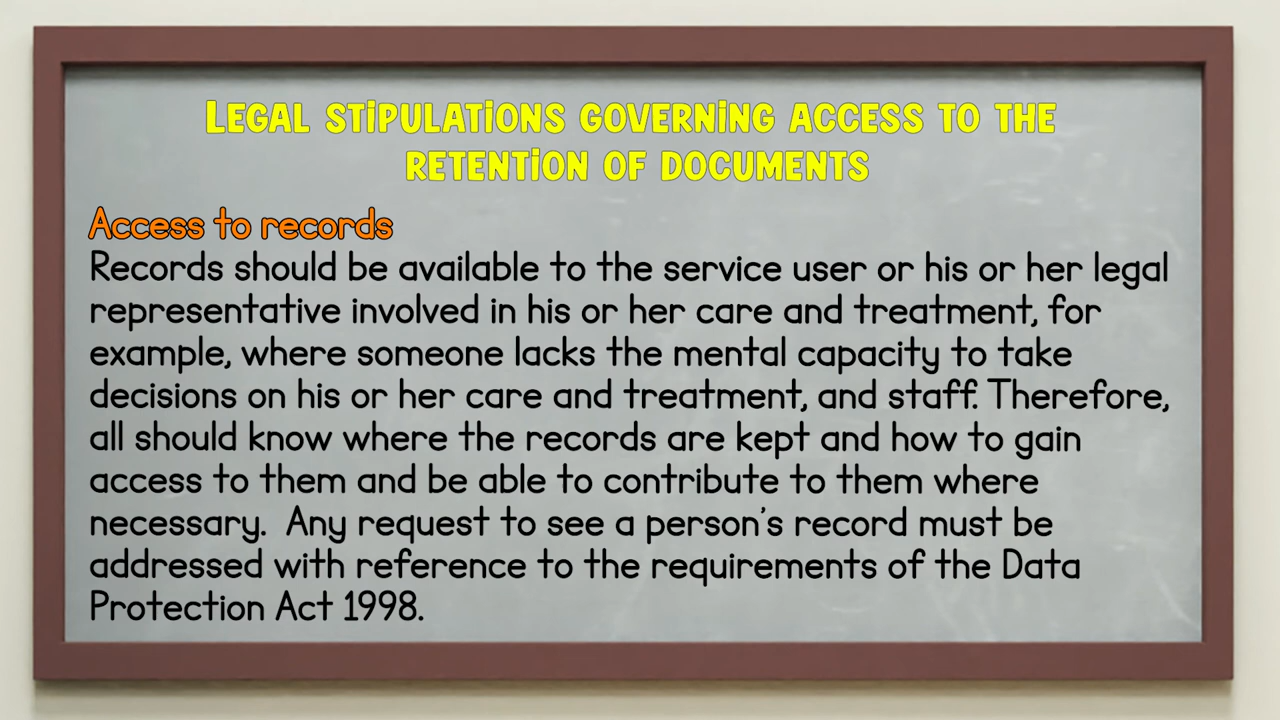 Legal stipulations governing access to the
retention of documents
Access to records
Records should be available to the service user or his or her legal
representative involved in his or her care and treatment, for
example, where someone lacks the mental capacity to take
decisions on his or her care and treatment, and staff. Therefore,
all should know where the records are kept and how to gain
access to them and be able to contribute to them where
necessary.  Any request to see a person's record must be
addressed with reference to the requirements of the Data
Protection Act 1998.